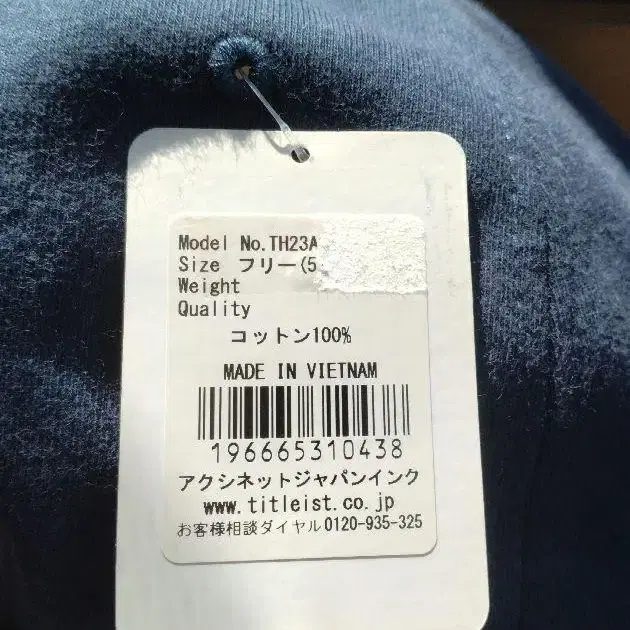 Model No.TH23A
Size フリー(5
Weight
Quality
コットン100%
MADE IN VIETNAM
196665310438
アクシネットジャパンインク
www.titleist.co.jp
お客様相談ダイヤル0120-935-325